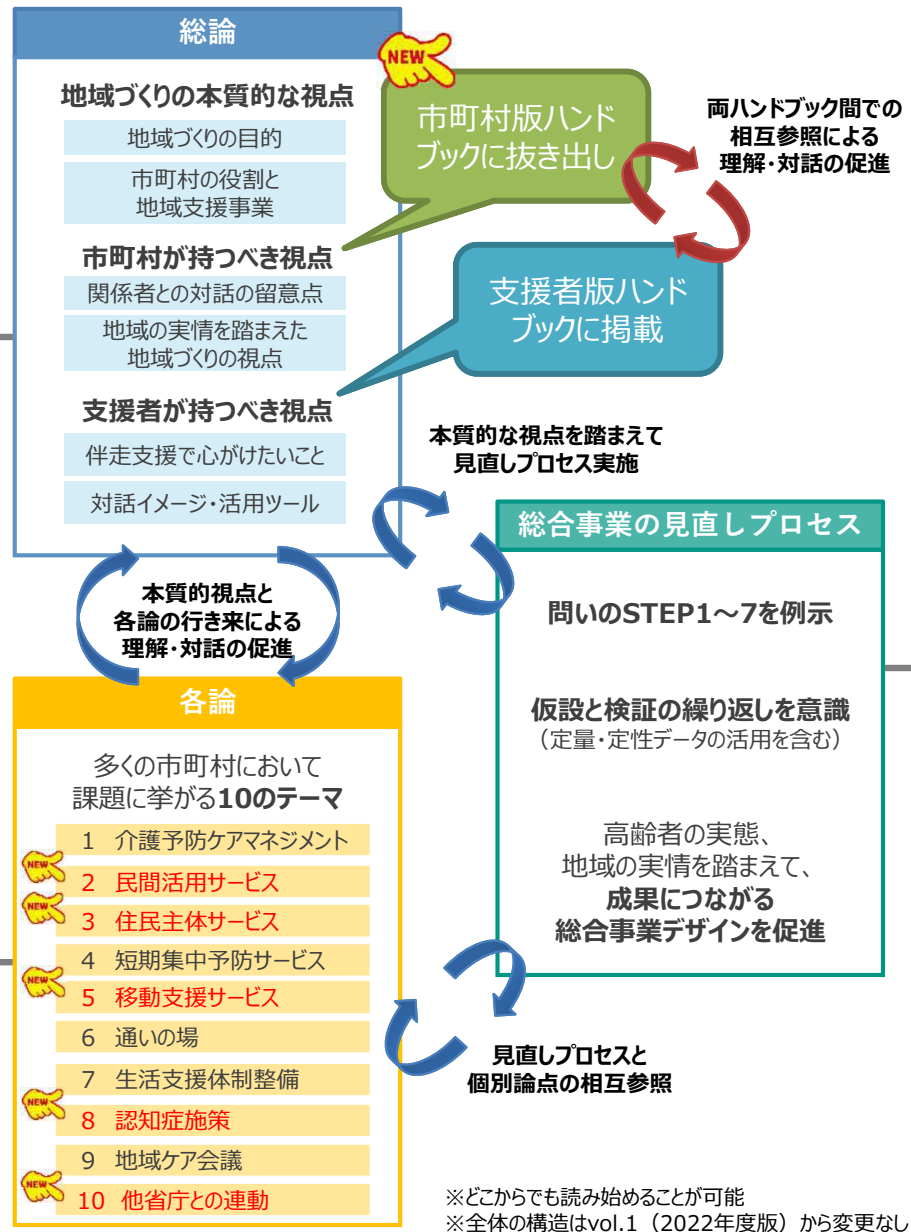 総論
地域づくりの本質的な視点
地域づくりの目的
市町村の役割と
地域支援事業
市町村が持つべき視点
関係者との対話の留意点
地域の実情を踏まえた
地域づくりの視点
支援者が持つべき視点
伴走支援で心がけたいこと
対話イメージ・活用ツール
NEW
市町村版ハンド
ブックに抜き出し
両ハンドブック間での
相互参照による
理解・対話の促進
支援者版ハンド
ブックに掲載
本質的な視点を踏まえて
見直しプロセス実施
総合事業の見直しプロセス
問いのSTEP1～7を例示
仮設と検証の繰り返しを意識
（定量・定性データの活用を含む）
高齢者の実態、
地域の実情を踏まえて、
成果につながる
総合事業デザインを促進
本質的視点と
各論の行き来による
理解・対話の促進
各論
多くの市町村において
課題に挙がる10のテーマ
1 介護予防ケアマネジメント
NEW
2 民間活用サービス
NEW
3 住民主体サービス
4 短期集中予防サービス
NEW
5 移動支援サービス
6 通いの場
7 生活支援体制整備
NEW
8 認知症施策
9 地域ケア会議
NEW
10 他省庁との連動
見直しプロセスと
個別論点の相互参照
※どこからでも読み始めることが可能
※全体の構造はvol.1（2022年度版）から変更なし